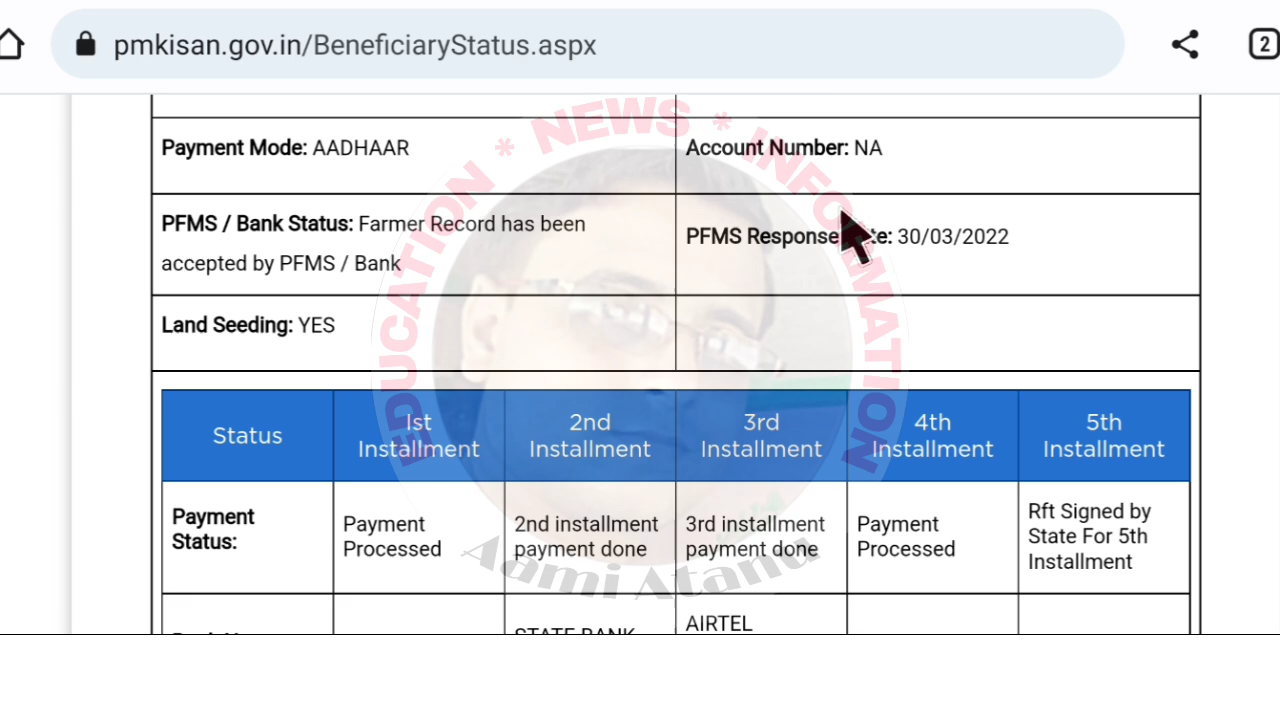 pmkisan.gov.in/BeneficiaryStatus.aspx
2
EDUCATION * NEWS * INFORMATION
Payment Mode: AADHAAR
Account Number: NA
PFMS / Bank Status: Farmer Record has been
accepted by PFMS / Bank
PFMS Response 30/03/2022
Land Seeding: YES
Status
1st
Installment
2nd
Installment
3rd
Installment
4th
Installment
5th
Installment
Payment
Status:
Payment
Processed
2nd installment
payment done
3rd installment
payment done
Payment
Processed
Rft Signed by
State For 5th
Installment
Aami Atanu
STATE BANK
AIRTEL